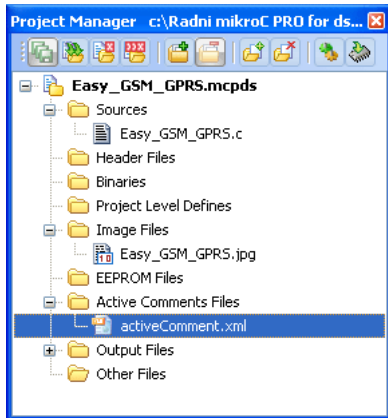 Project Manager c:\Radni mikroC PRO for ds...
Easy_GSM_GPRS.mcpds
Sources
Easy_GSM_GPRS.c
Header Files
Binaries
Project Level Defines
Image Files
Easy_GSM_GPRS.jpg
EEPROM Files
Active Comments Files
activeComment.xml
Output Files
Other Files